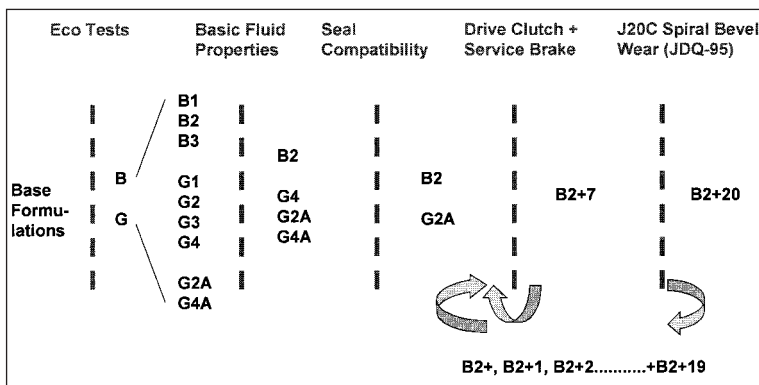 Eco Tests
Basic Fluid
Properties
Seal
Compatibility
Drive Clutch +
Service Brake
J20C Spiral Bevel
Wear (JDQ-95)
Base
Formu-
lations
B
G
B1
B2
B3
G1
G2
G3
G4
G2A
G4A
B2
G4
G2A
G4A
B2
G2A
B2+7
B2+20
B2+, B2+1, B2+2...........+B2+19